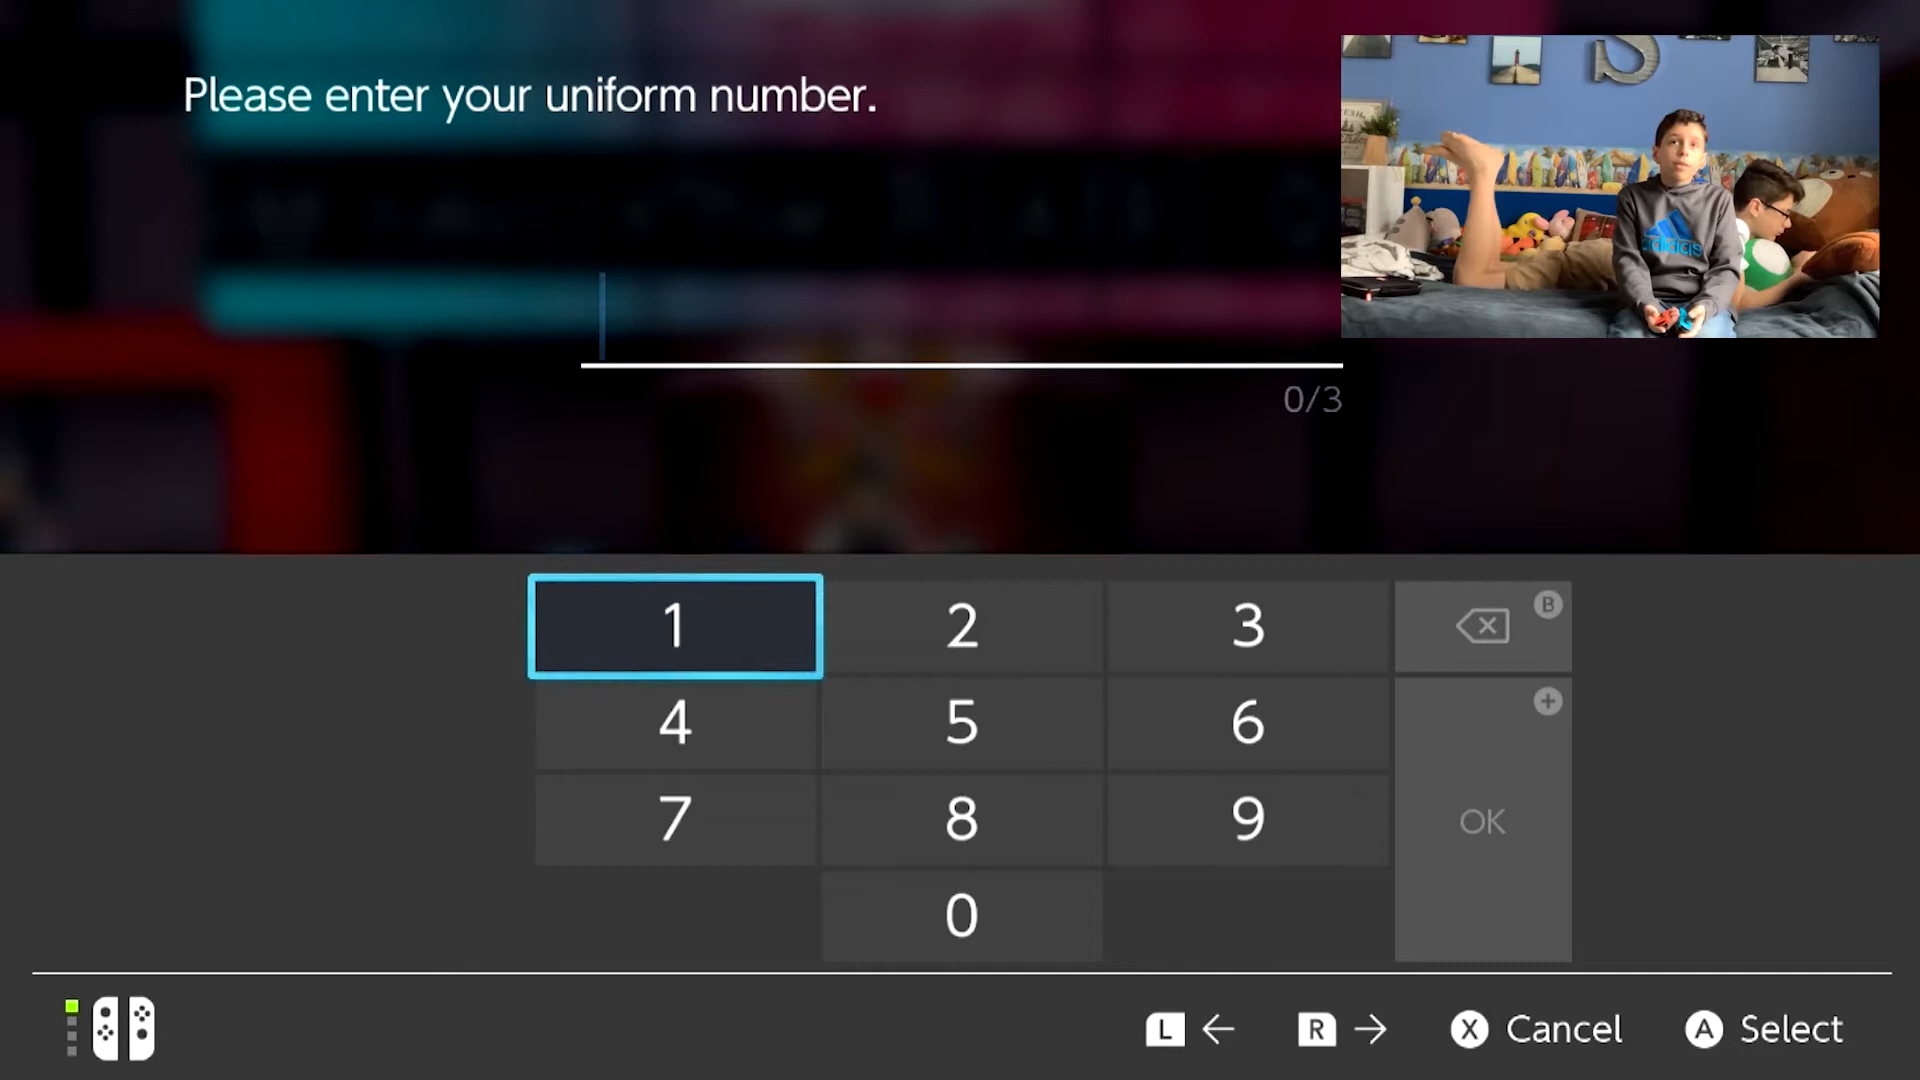 Please enter your uniform number.
adidas
0/3
1 2 3 B
4 5 6 +
7 8 9 OK
0
L ← R → X Cancel A Select